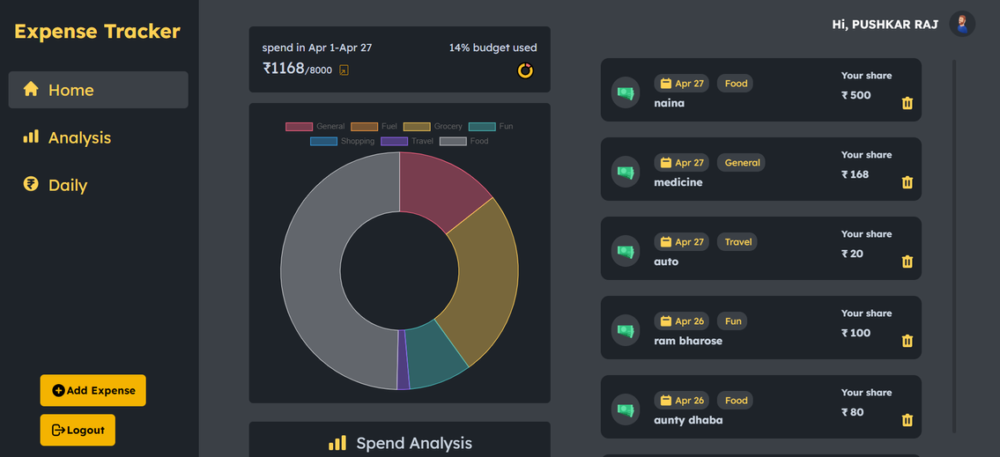 Expense Tracker
Home
Analysis
Daily
Add Expense
Logout
spend in Apr 1-Apr 27
14% budget used
₹1168/8000
General Fuel Grocery Fun
Shopping Travel Food
Spend Analysis
Hi, PUSHKAR RAJ
Apr 27 Food
naina
Your share
₹ 500
Apr 27 General
medicine
Your share
₹ 168
Apr 27 Travel
auto
Your share
₹ 20
Apr 26 Fun
ram bharose
Your share
₹ 100
Apr 26 Food
aunty dhaba
Your share
₹ 80